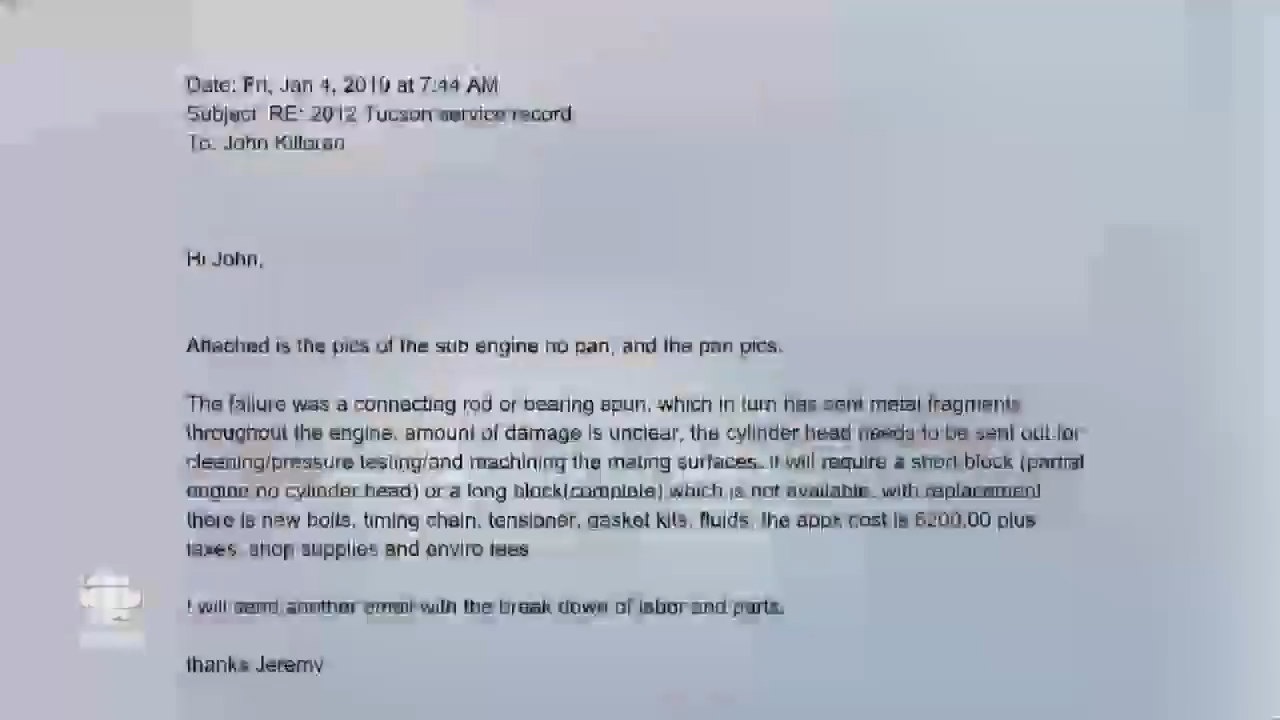 Date: Fri, Jan 4, 2019 at 7:44 AM
Subject: RE: 2012 Tucson service record
To: John
Hi John,
Attached is the pics of the sub engine no pan, and the pan pics.
The failure was a connecting rod or bearing spun, which in turn has sent metal fragments
throughout the engine, amount of damage is unclear, the cylinder head needs to be sent out for
cleaning/pressure testing/and machining the mating surfaces. it will require a short block (partial
engine no cylinder head) or a long block(complete) which is not available, with replacement
there is new bolts, timing chain, tensioner, gasket kits, fluids, the appx cost is 6200.00 plus
taxes, shop supplies and enviro fees
I will send another email with the break down of labor and parts.
thanks Jeremy